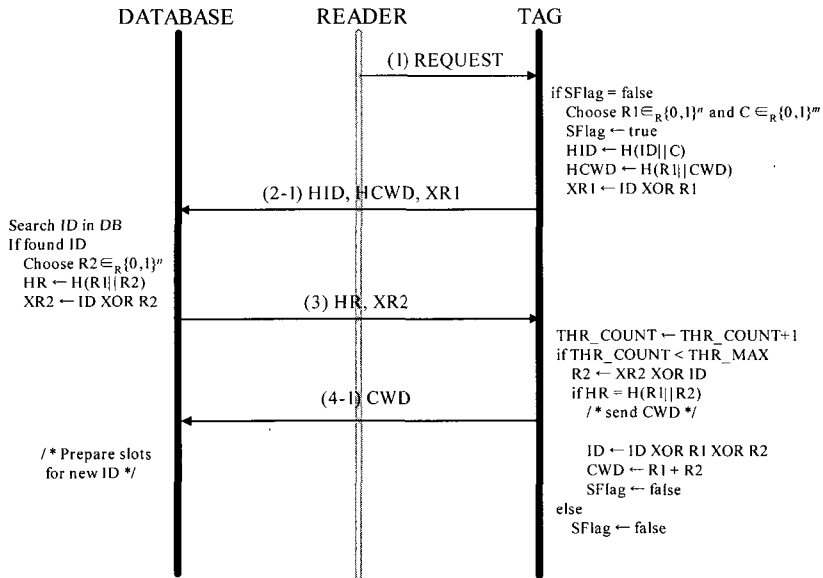 DATABASE READER TAG
(1) REQUEST
if SFlag = false
Choose R1∈R{0,1}ⁿ and C ∈R{0,1}ᵐ
SFlag ← true
HID ← H(ID||C)
HCWD ← H(R1||CWD)
XR1 ← ID XOR R1
(2-1) HID, HCWD, XR1
Search ID in DB
If found ID
Choose R2∈R{0,1}ⁿ
HR ← H(R1||R2)
XR2 ← ID XOR R2
(3) HR, XR2
THR_COUNT ← THR_COUNT+1
if THR_COUNT < THR_MAX
R2 ← XR2 XOR ID
if HR = H(R1||R2)
/* send CWD */
(4-1) CWD
/* Prepare slots
for new ID */
ID ← ID XOR R1 XOR R2
CWD ← R1 + R2
SFlag ← false
else
SFlag ← false